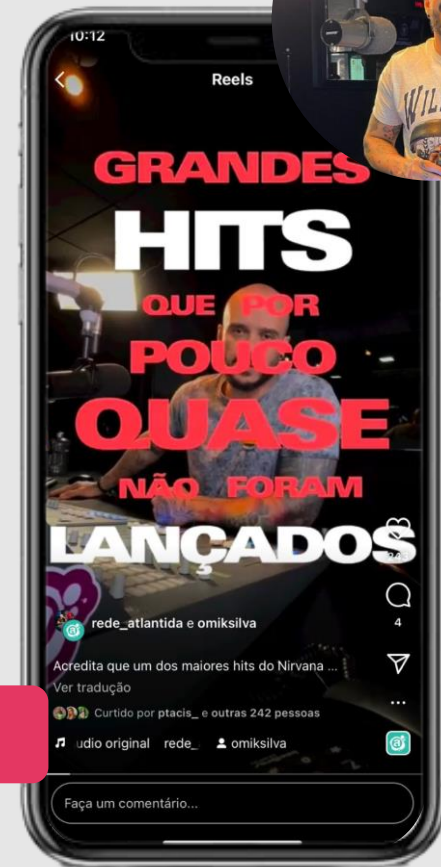 10:12
Reels
GRANDES
HITS
QUE POR
POUCO
QUASE
NÃO FORAM
LANÇADOS
243
4
rede_atlantida e omiksilva
Acredita que um dos maiores hits do Nirvana ...
Ver tradução
Curtido por ptacis_ e outras 242 pessoas
udio original rede_ omiksilva
Faça um comentário...